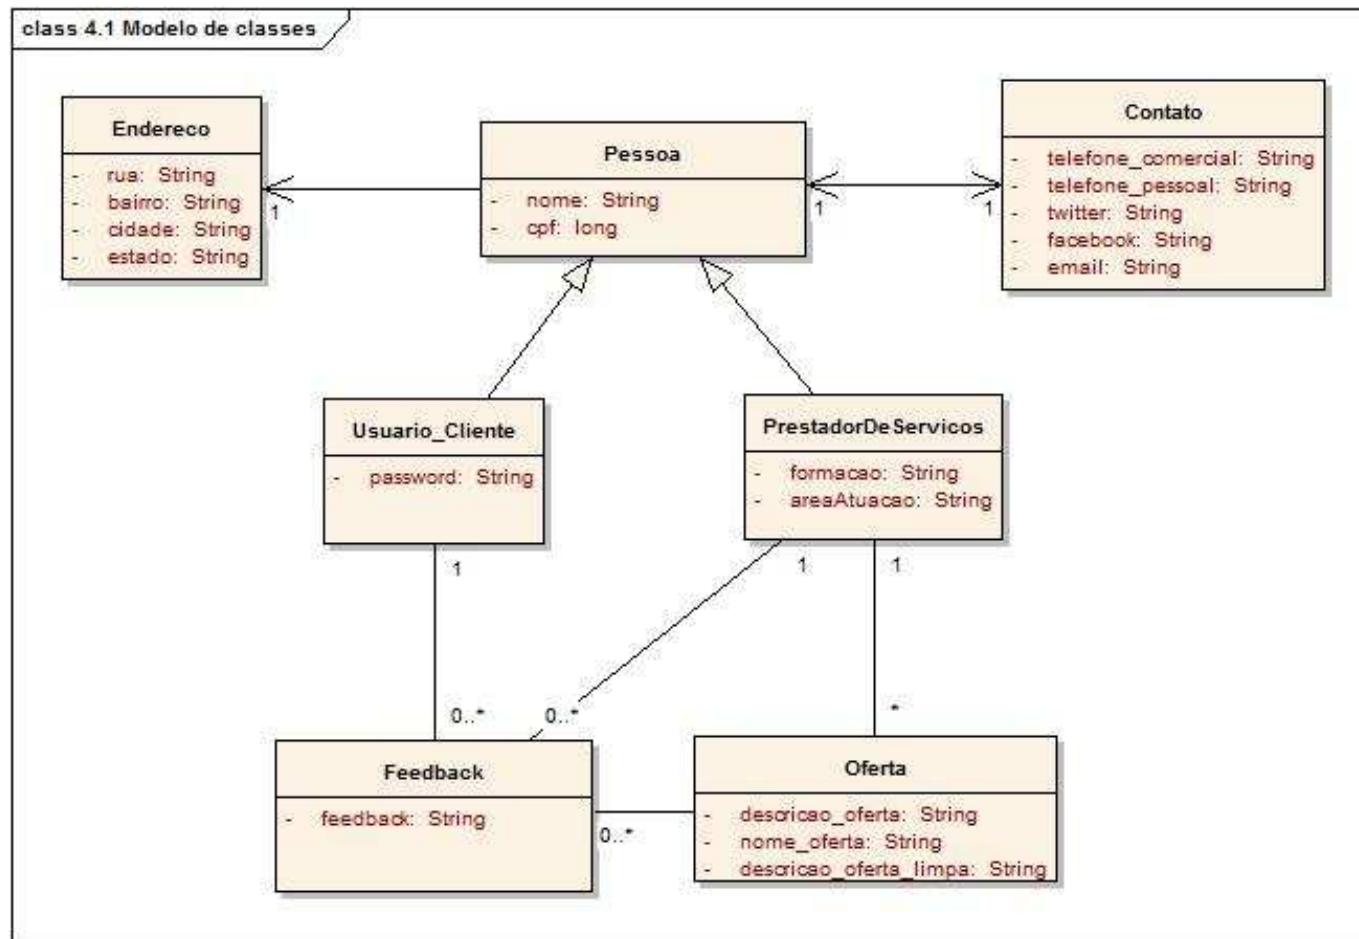 class 4.1 Modelo de classes
Endereco
- rua: String
- bairro: String
- cidade: String
- estado: String
1
Pessoa
- nome: String
- cpf: long
1
1
Contato
- telefone_comercial: String
- telefone_pessoal: String
- twitter: String
- facebook: String
- email: String
Usuario_Cliente
- password: String
1
PrestadorDeServicos
- formacao: String
- areaAtuacao: String
1
1
0..*
0..*
*
Feedback
- feedback: String
0..*
Oferta
- descricao_oferta: String
- nome_oferta: String
- descricao_oferta_limpa: String